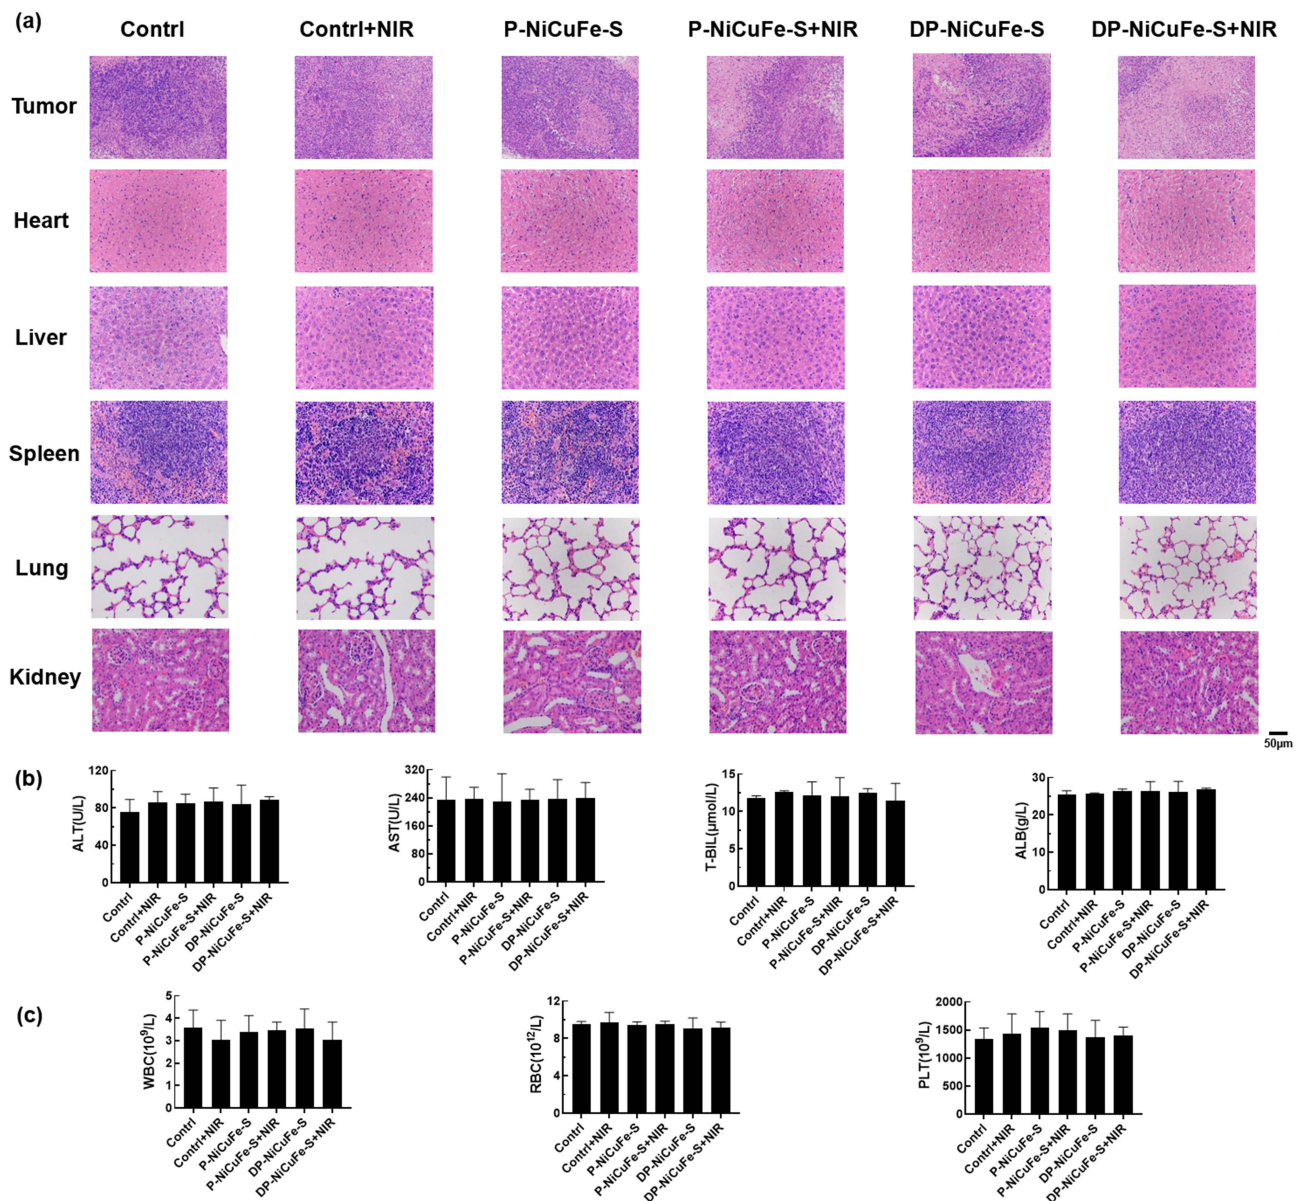 (a)
Contrl Contrl+NIR P-NiCuFe-S P-NiCuFe-S+NIR DP-NiCuFe-S DP-NiCuFe-S+NIR
Tumor
Heart
Liver
Spleen
Lung
Kidney
50μm
(b)
ALT(U/L)
120
80
40
0
Contrl
Contrl+NIR
P-NiCuFe-S
P-NiCuFe-S+NIR
DP-NiCuFe-S
DP-NiCuFe-S+NIR
AST(U/L)
320
240
160
80
0
Contrl
Contrl+NIR
P-NiCuFe-S
P-NiCuFe-S+NIR
DP-NiCuFe-S
DP-NiCuFe-S+NIR
T-BIL(μmol/L)
15
10
5
0
Contrl
Contrl+NIR
P-NiCuFe-S
P-NiCuFe-S+NIR
DP-NiCuFe-S
DP-NiCuFe-S+NIR
ALB(g/L)
30
20
10
0
Contrl
Contrl+NIR
P-NiCuFe-S
P-NiCuFe-S+NIR
DP-NiCuFe-S
DP-NiCuFe-S+NIR
(c)
WBC(10⁹/L)
5
4
3
2
1
0
Contrl
Contrl+NIR
P-NiCuFe-S
P-NiCuFe-S+NIR
DP-NiCuFe-S
DP-NiCuFe-S+NIR
RBC(10¹²/L)
12
8
4
0
Contrl
Contrl+NIR
P-NiCuFe-S
P-NiCuFe-S+NIR
DP-NiCuFe-S
DP-NiCuFe-S+NIR
PLT(10⁹/L)
2000
1500
1000
500
0
Contrl
Contrl+NIR
P-NiCuFe-S
P-NiCuFe-S+NIR
DP-NiCuFe-S
DP-NiCuFe-S+NIR